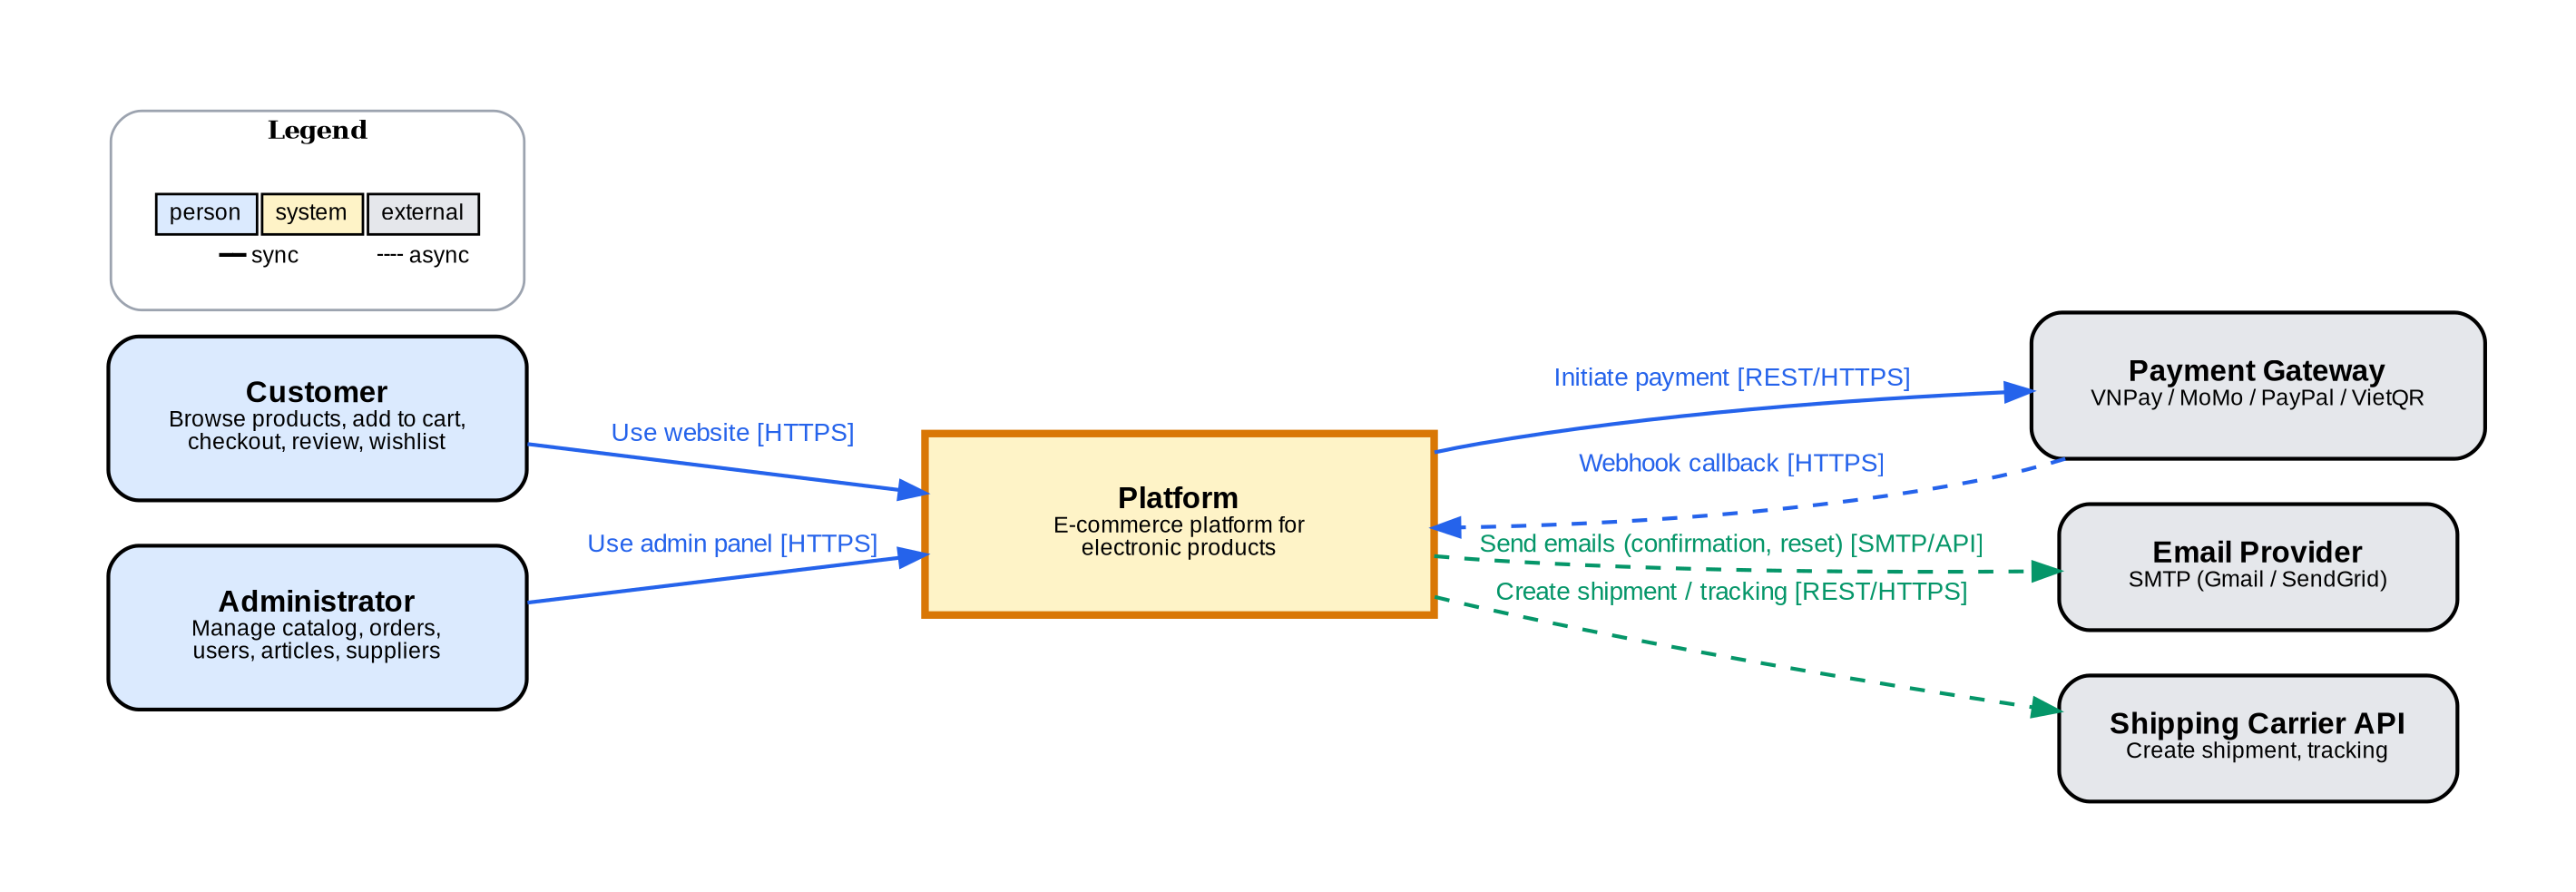 Legend
person
system
external
sync
---- async
Customer
Browse products, add to cart,
checkout, review, wishlist
Administrator
Manage catalog, orders,
users, articles, suppliers
Use website [HTTPS]
Use admin panel [HTTPS]
Platform
E-commerce platform for
electronic products
Initiate payment [REST/HTTPS]
Webhook callback [HTTPS]
Send emails (confirmation, reset) [SMTP/API]
Create shipment / tracking [REST/HTTPS]
Payment Gateway
VNPay / MoMo / PayPal / VietQR
Email Provider
SMTP (Gmail / SendGrid)
Shipping Carrier API
Create shipment, tracking